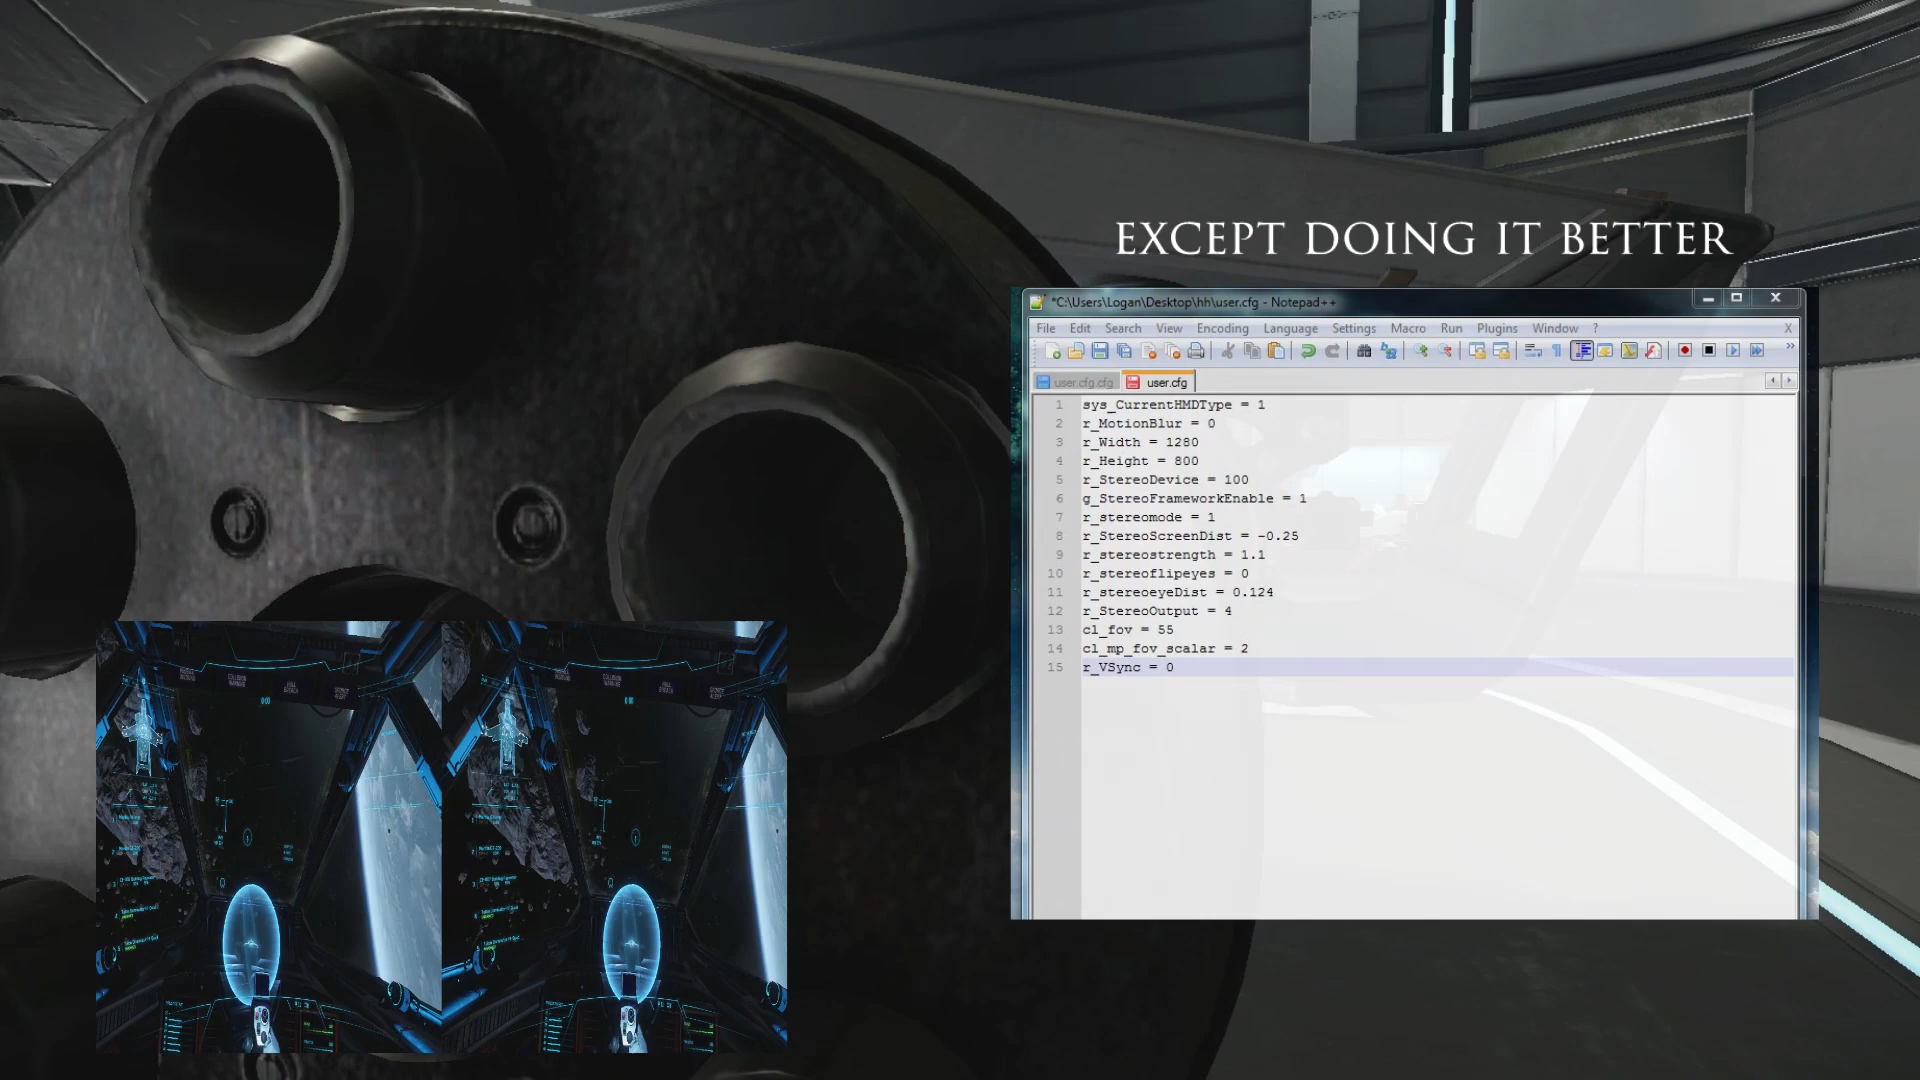 EXCEPT DOING IT BETTER
*C:\Users\Logan\Desktop\hh\user.cfg - Notepad++
File Edit Search View Encoding Language Settings Macro Run Plugins Window ? X
user.cfg.cfg user.cfg
1 sys_CurrentHMDType = 1
2 r_MotionBlur = 0
3 r_Width = 1280
4 r_Height = 800
5 r_StereoDevice = 100
6 g_StereoFrameworkEnable = 1
7 r_stereomode = 1
8 r_StereoScreenDist = -0.25
9 r_stereostrength = 1.1
10 r_stereoflipeyes = 0
11 r_stereoeyeDist = 0.124
12 r_StereoOutput = 4
13 cl_fov = 55
14 cl_mp_fov_scalar = 2
15 r_VSync = 0